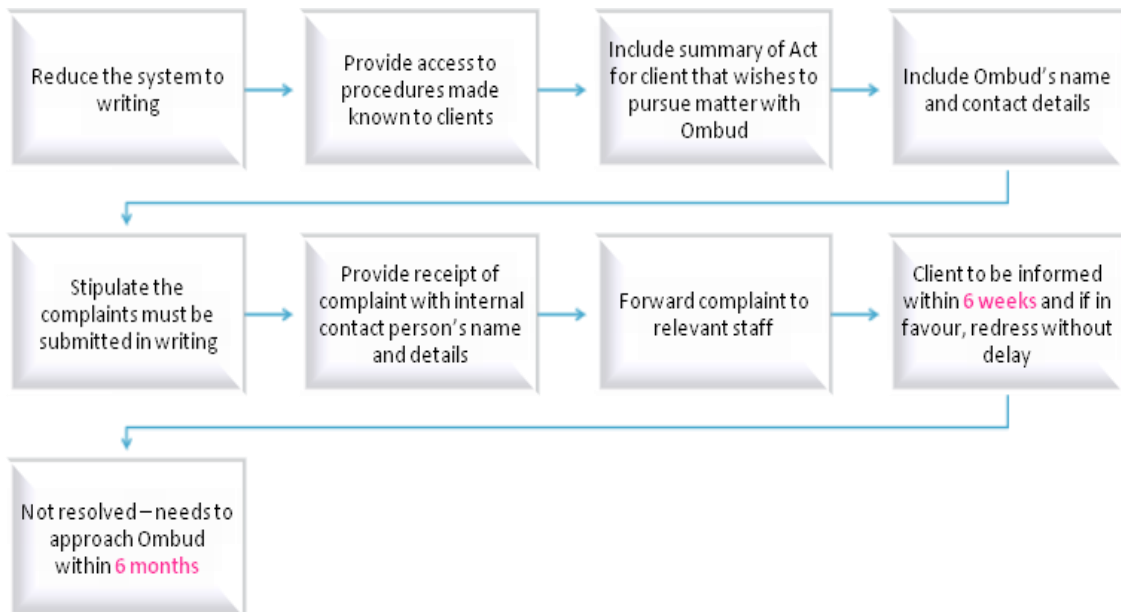 Reduce the system to
writing
Provide access to
procedures made
known to clients
Include summary of Act
for client that wishes to
pursue matter with
Ombud
Include Ombud's name
and contact details
Stipulate the
complaints must be
submitted in writing
Provide receipt of
complaint with internal
contact person's name
and details
Forward complaint to
relevant staff
Client to be informed
within 6 weeks and if in
favour, redress without
delay
Not resolved – needs to
approach Ombud
within 6 months